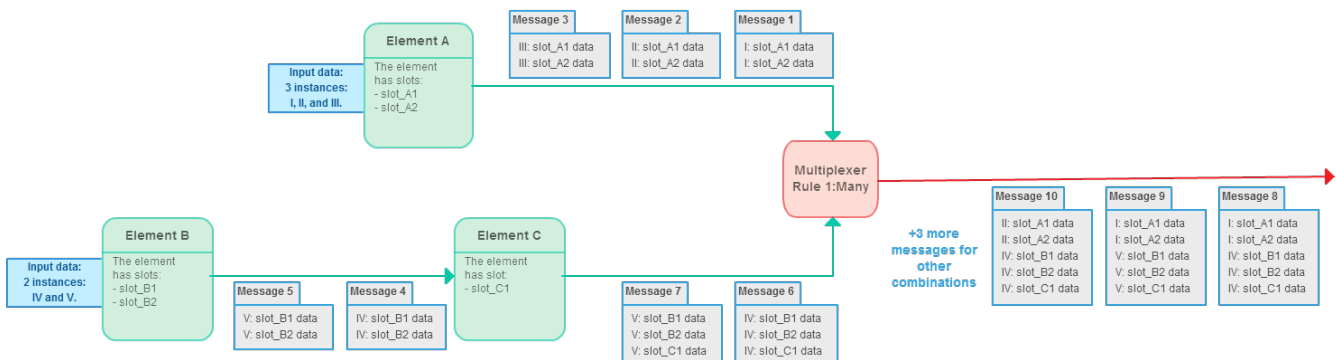 Message 3
III: slot_A1 data
III: slot_A2 data
Message 2
II: slot_A1 data
II: slot_A2 data
Message 1
I: slot_A1 data
I: slot_A2 data
Element A
The element
has slots:
- slot_A1
- slot_A2
Input data:
3 instances:
I, II, and III.
Multiplexer
Rule 1:Many
Element B
The element
has slots:
- slot_B1
- slot_B2
Input data:
2 instances:
IV and V.
Message 5
V: slot_B1 data
V: slot_B2 data
Message 4
IV: slot_B1 data
IV: slot_B2 data
Element C
The element
has slot:
- slot_C1
Message 7
V: slot_B1 data
V: slot_B2 data
V: slot_C1 data
Message 6
IV: slot_B1 data
IV: slot_B2 data
IV: slot_C1 data
+3 more
messages for
other
combinations
Message 10
II: slot_A1 data
II: slot_A2 data
IV: slot_B1 data
IV: slot_B2 data
IV: slot_C1 data
Message 9
I: slot_A1 data
I: slot_A2 data
V: slot_B1 data
V: slot_B2 data
V: slot_C1 data
Message 8
I: slot_A1 data
I: slot_A2 data
IV: slot_B1 data
IV: slot_B2 data
IV: slot_C1 data